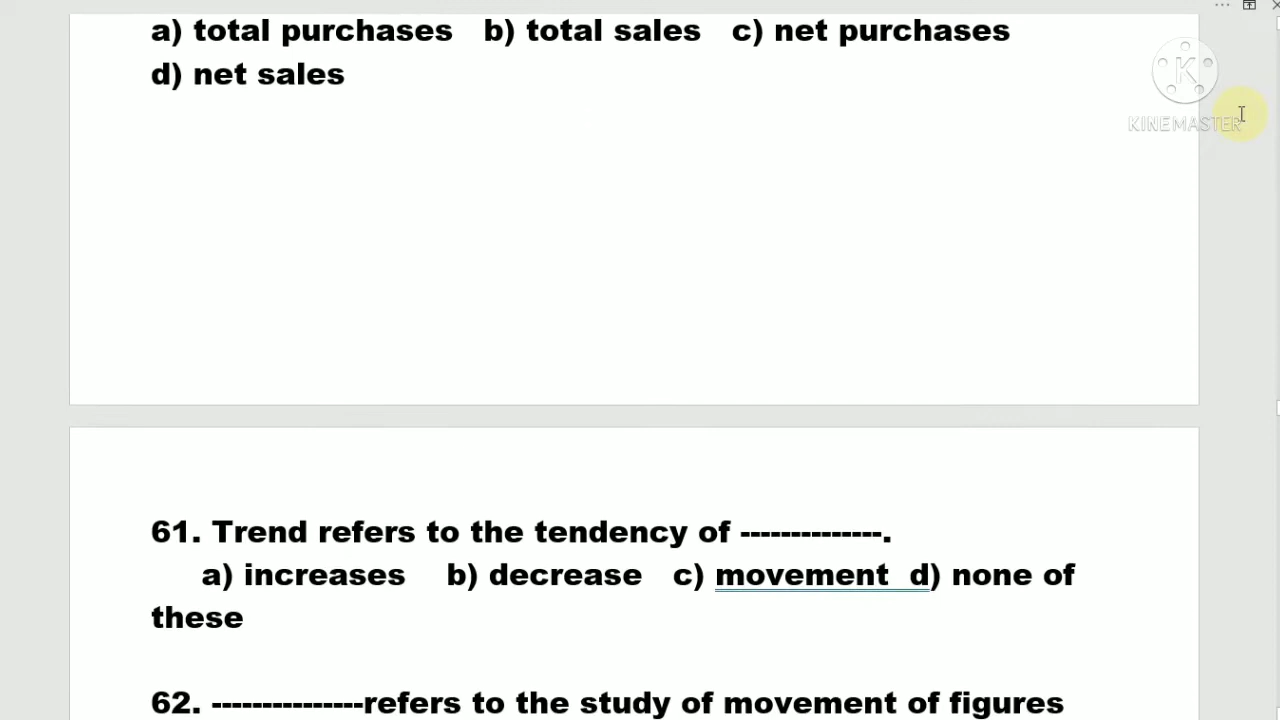 a) total purchases b) total sales c) net purchases
d) net sales
KINEMASTER
61. Trend refers to the tendency of --------------.
a) increases b) decrease c) movement d) none of
these
62. ---------------refers to the study of movement of figures